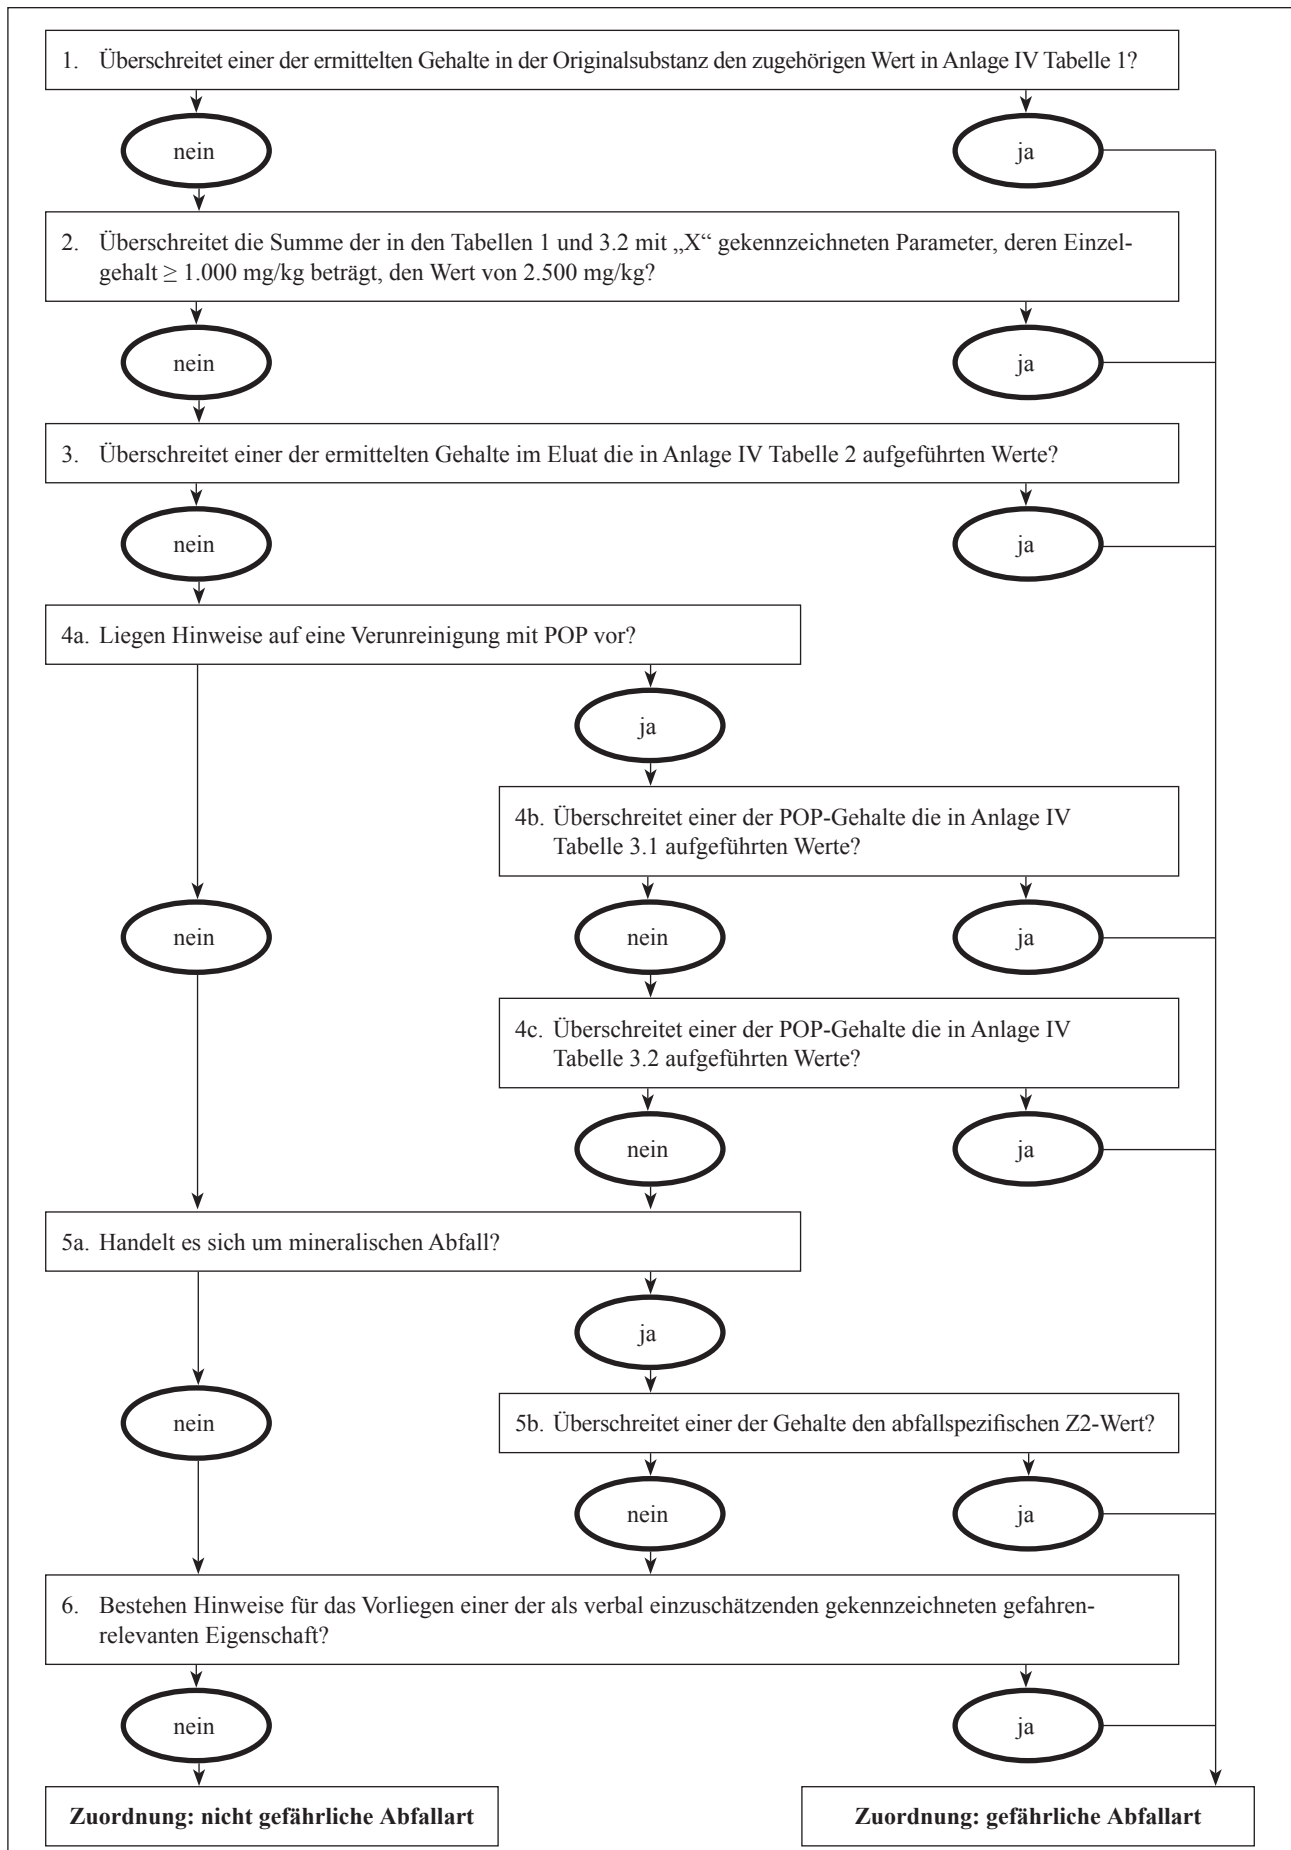 1. Überschreitet einer der ermittelten Gehalte in der Originalsubstanz den zugehörigen Wert in Anlage IV Tabelle 1?
nein
ja
2. Überschreitet die Summe der in den Tabellen 1 und 3.2 mit „X“ gekennzeichneten Parameter, deren Einzel-
gehalt ≥ 1.000 mg/kg beträgt, den Wert von 2.500 mg/kg?
nein
ja
3. Überschreitet einer der ermittelten Gehalte im Eluat die in Anlage IV Tabelle 2 aufgeführten Werte?
nein
ja
4a. Liegen Hinweise auf eine Verunreinigung mit POP vor?
ja
4b. Überschreitet einer der POP-Gehalte die in Anlage IV
Tabelle 3.1 aufgeführten Werte?
nein
nein
ja
4c. Überschreitet einer der POP-Gehalte die in Anlage IV
Tabelle 3.2 aufgeführten Werte?
nein
ja
5a. Handelt es sich um mineralischen Abfall?
ja
nein
5b. Überschreitet einer der Gehalte den abfallspezifischen Z2-Wert?
nein
ja
6. Bestehen Hinweise für das Vorliegen einer der als verbal einzuschätzenden gekennzeichneten gefahren-
relevanten Eigenschaft?
nein
ja
Zuordnung: nicht gefährliche Abfallart
Zuordnung: gefährliche Abfallart